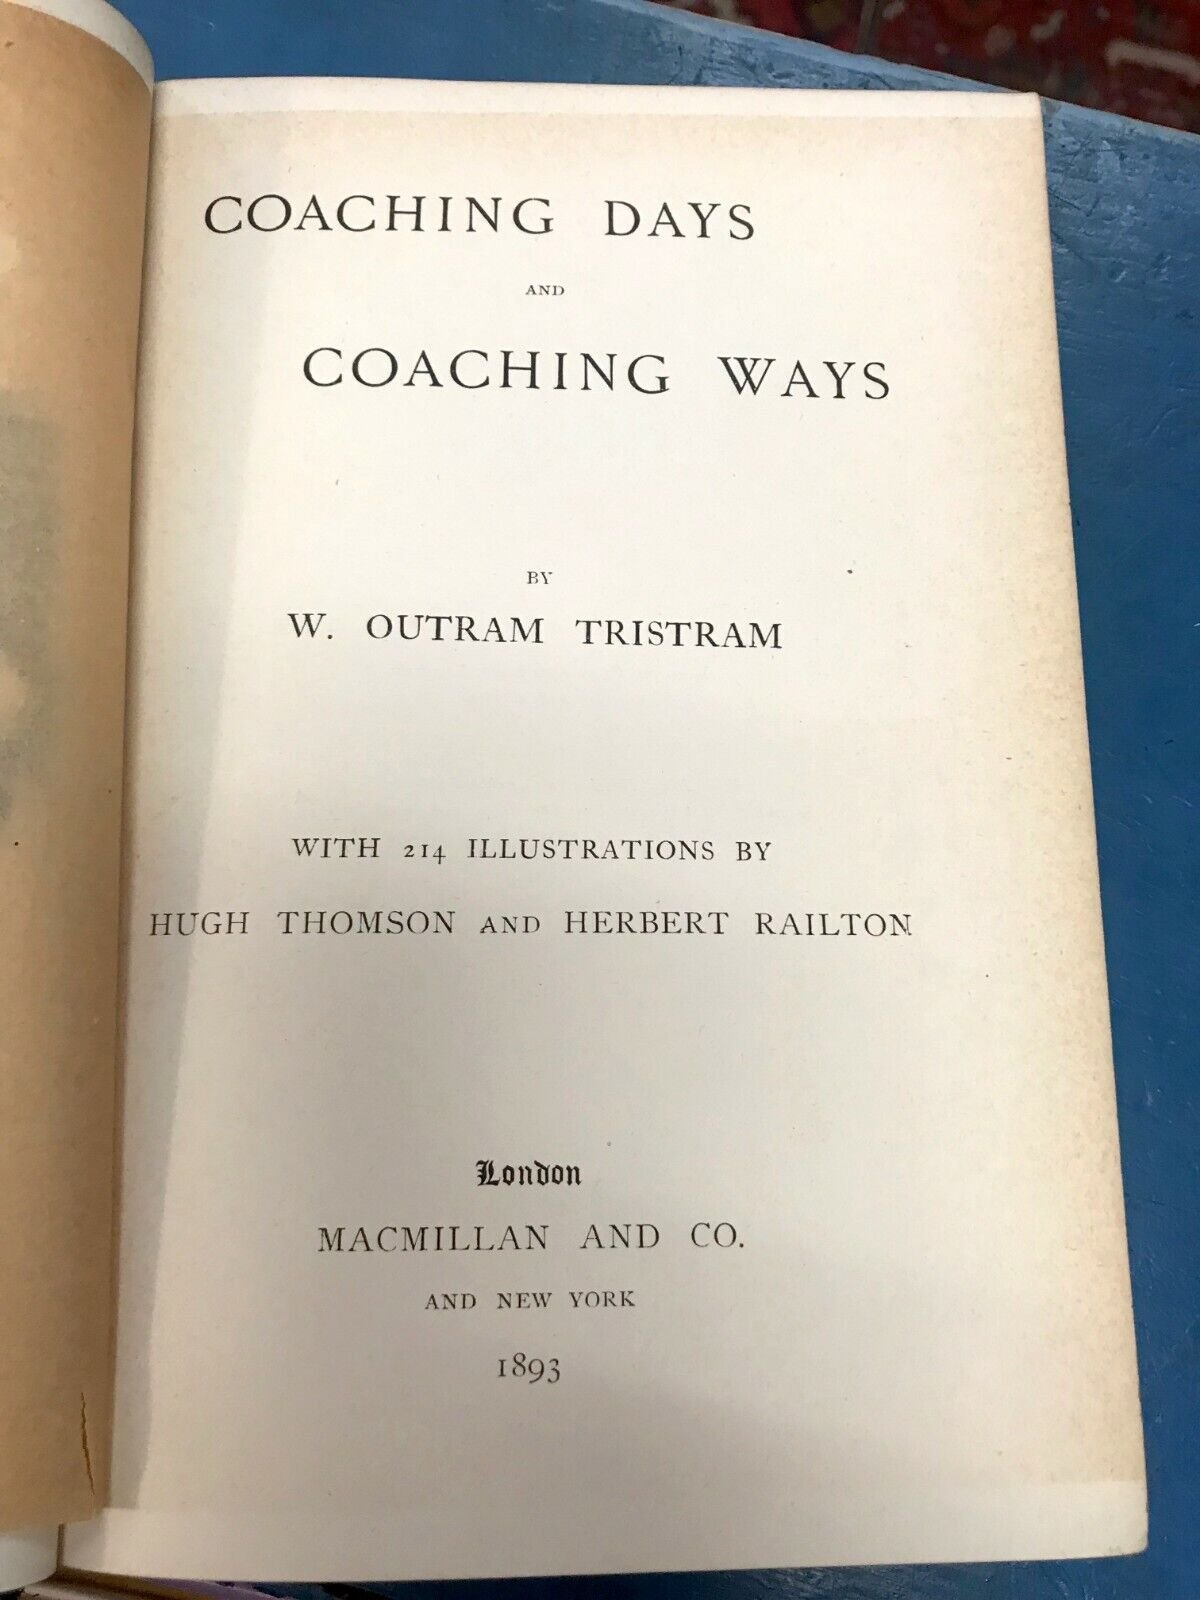 COACHING DAYS
AND
COACHING WAYS
BY
W. OUTRAM TRISTRAM
WITH 214 ILLUSTRATIONS BY
HUGH THOMSON AND HERBERT RAILTON
London
MACMILLAN AND CO.
AND NEW YORK
1893